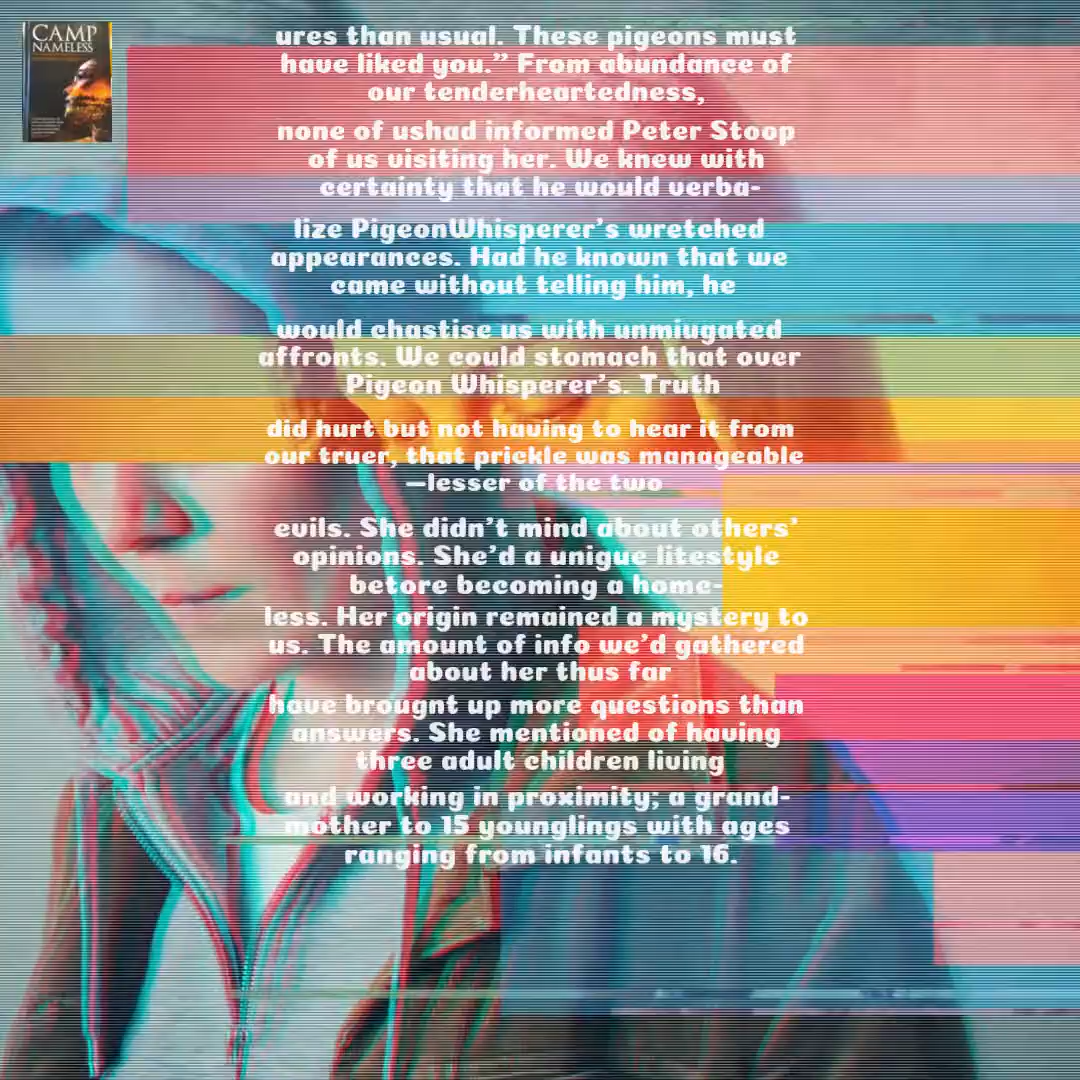 CAMP
NAMELESS
ures than usual. These pigeons must
have liked you.” From abundance of
our tenderheartedness,
none of ushad informed Peter Stoop
of us visiting her. We knew with
certainty that he would verba-
lize PigeonWhisperer’s wretched
appearances. Had he known that we
came without telling him, he
would chastise us with unmiugated
affronts. We could stomach that over
Pigeon Whisperer’s. Truth
did hurt but not having to hear it from
our truer, that prickle was manageable
—lesser of the two
evils. She didn’t mind about others’
opinions. She’d a unigue litestyle
betore becoming a home-
less. Her origin remained a mystery to
us. The amount of info we’d gathered
about her thus far
have brougnt up more questions than
answers. She mentioned of having
three adult children living
and working in proximity; a grand-
mother to 15 younglings with ages
ranging from infants to 16.